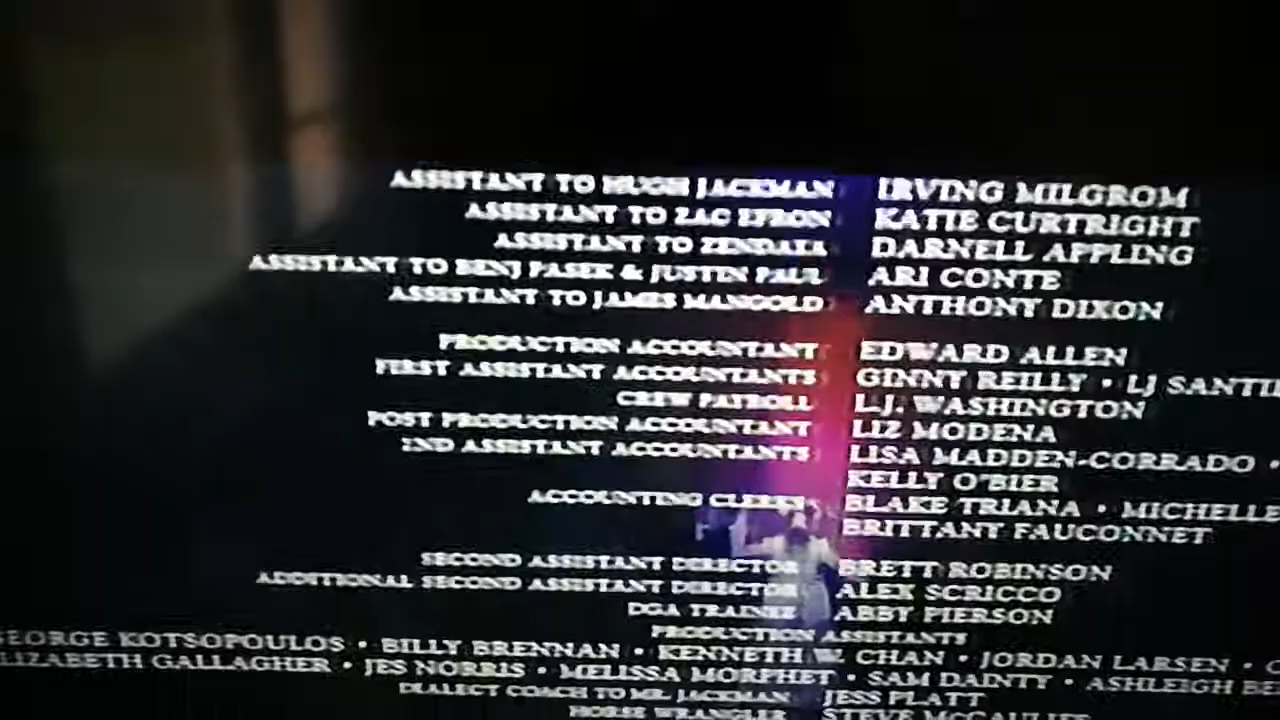 ASSISTANT TO HUGH JACKMAN IRVING MILGROM
ASSISTANT TO ZAC EFRON KATIE CURTRIGHT
ASSISTANT TO ZENDAYA DARNELL APPLING
ASSISTANT TO BENJ PASEK & JUSTIN PAUL ARI CONTE
ASSISTANT TO JAMES MANGOLD ANTHONY DIXON
PRODUCTION ACCOUNTANT EDWARD ALLEN
FIRST ASSISTANT ACCOUNTANTS GINNY REILLY • LJ
CREW PAYROLL L.J. WASHINGTON
POST PRODUCTION ACCOUNTANT LIZ MODENA
2ND ASSISTANT ACCOUNTANTS LISA MADDEN-CORRADO •
KELLY O'BIER
ACCOUNTING CLERKS BLAKE TRIANA • MICHELLE
BRITTANY FAUCONNET
SECOND ASSISTANT DIRECTOR BRETT ROBINSON
ADDITIONAL SECOND ASSISTANT DIRECTOR ALEX SCRICCO
DGA TRAINEE ABBY PIERSON
PRODUCTION ASSISTANTS
GEORGE KOTSOPOULOS • BILLY BRENNAN • KENNETH W. CHAN • JORDAN LARSEN •
ELIZABETH GALLAGHER • JES NORRIS • MELISSA MORPHET • SAM DAINTY • ASHLEIGH
DIALECT COACH TO MR. JACKMAN JESS PLATT
HORSE WRANGLER STEVE